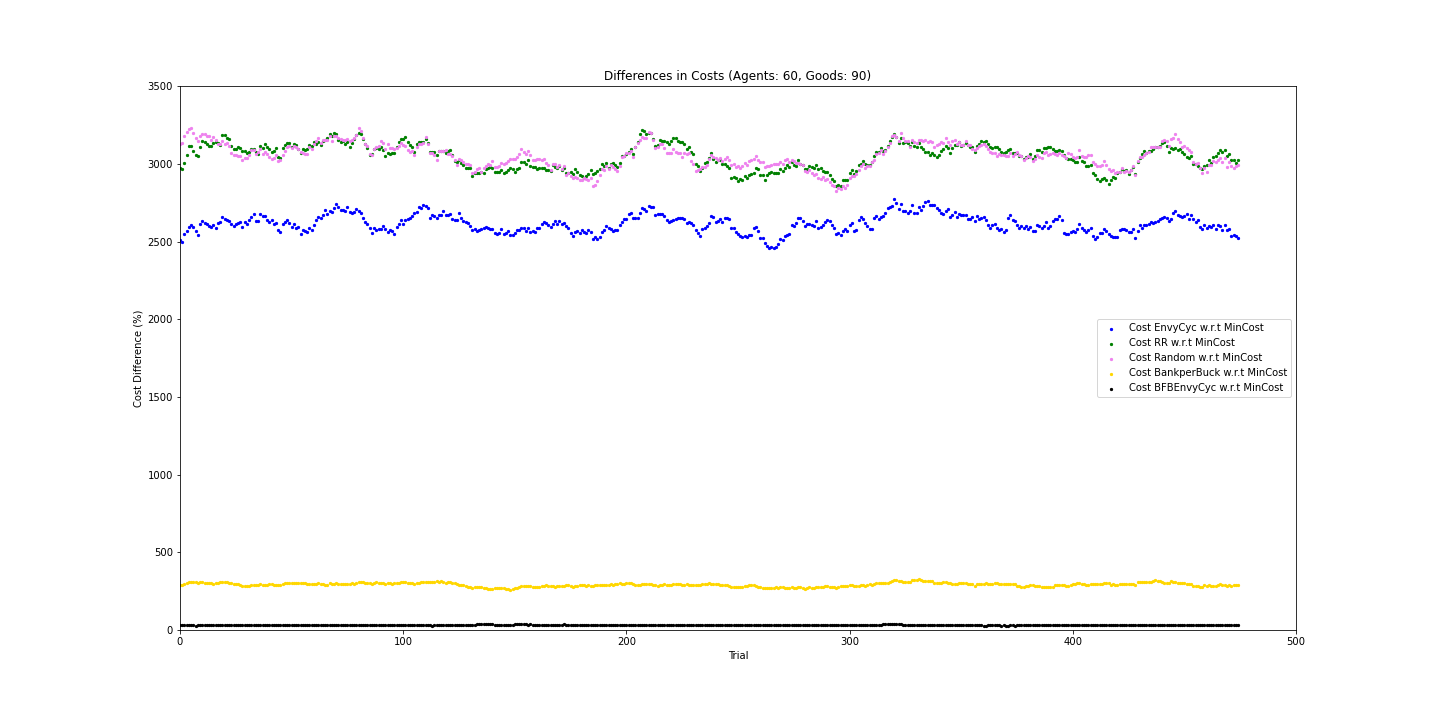 Differences in Costs (Agents: 60, Goods: 90)
3500
3000
2500
2000
1500
1000
500
0
Cost Difference (%)
Cost EnvyCyc w.r.t MinCost
Cost RR w.r.t MinCost
Cost Random w.r.t MinCost
Cost BankperBuck w.r.t MinCost
Cost BFBEnvyCyc w.r.t MinCost
0 100 200 300 400 500
Trial